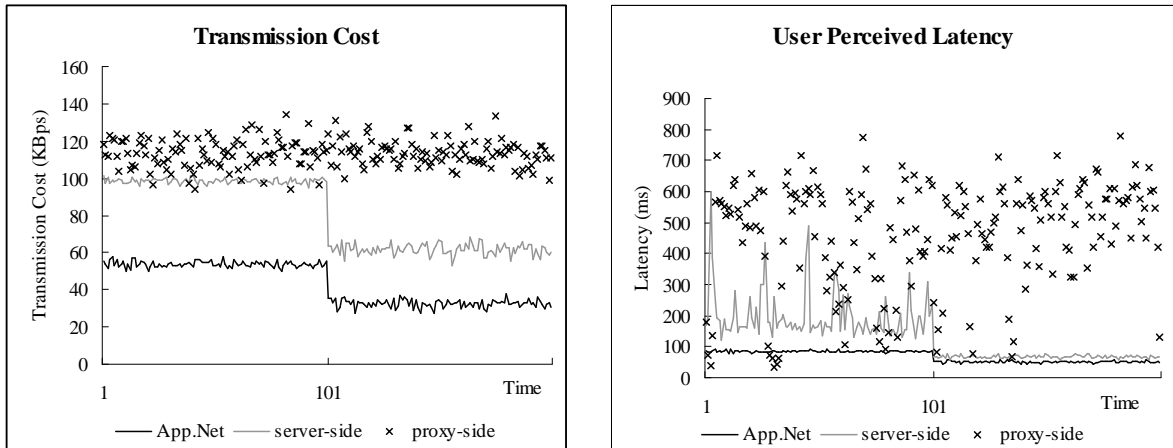 Transmission Cost
Transmission Cost (KBps)
160
140
120
100
80
60
40
20
0
1
101
Time
App.Net
server-side
proxy-side
User Perceived Latency
Latency (ms)
900
800
700
600
500
400
300
200
100
0
1
101
Time
App.Net
server-side
proxy-side